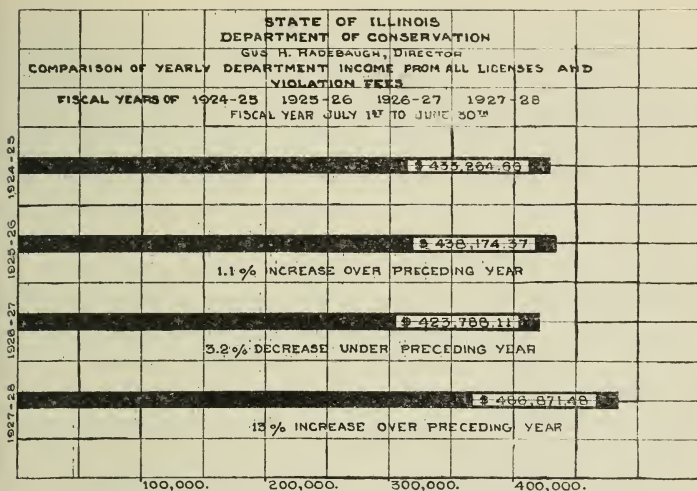 STATE OF ILLINOIS
DEPARTMENT OF CONSERVATION
GUS H. RADEBAUGH, DIRECTOR
COMPARISON OF YEARLY DEPARTMENT INCOME FROM ALL LICENSES AND
VIOLATION FEES
FISCAL YEARS OF 1924-25 1925-26 1926-27 1927-28
FISCAL YEAR JULY 1ST TO JUNE 30TH
1924-25
1925-26
$ 438,174.37
1.1% INCREASE OVER PRECEDING YEAR
1926-27
$ 423,788.11
3.2% DECREASE UNDER PRECEDING YEAR
1927-28
$ 486,871.48
13% INCREASE OVER PRECEDING YEAR
100,000. 200,000. 300,000. 400,000.